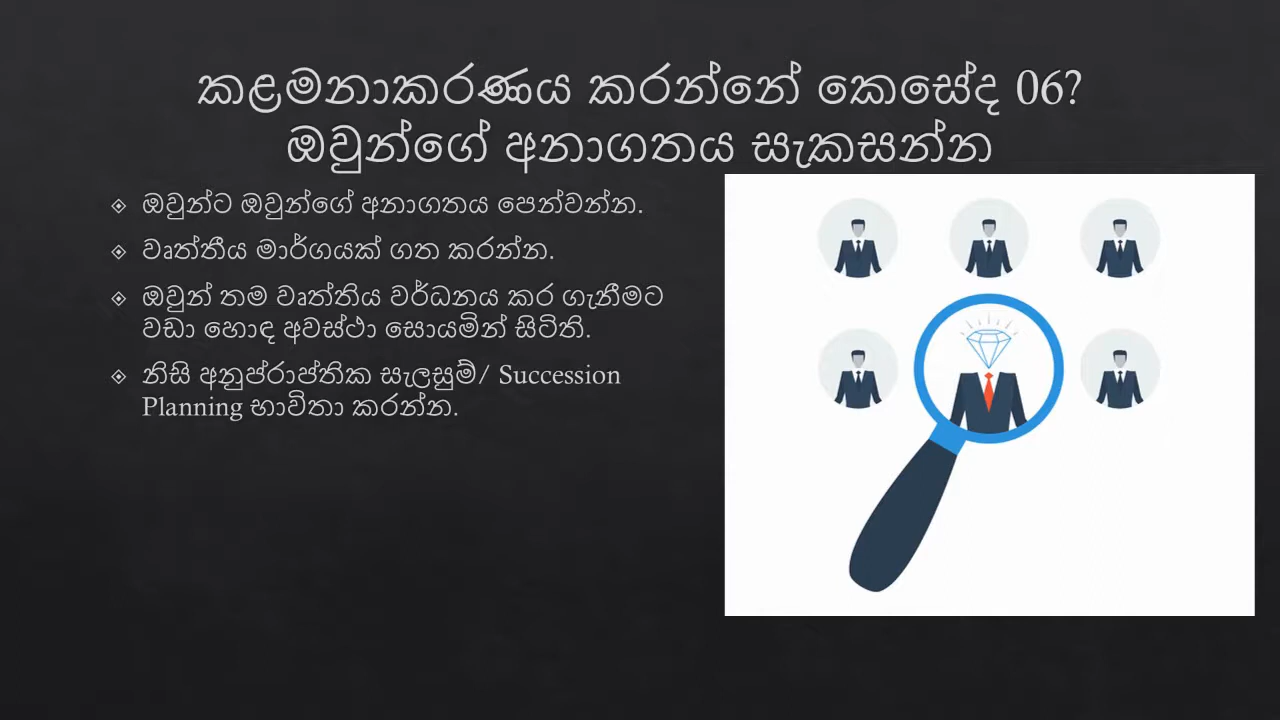 කළමනාකරණය කරන්නේ කෙසේද 06?
ඔවුන්ගේ අනාගතය සැකසන්න
ඔවුන්ට ඔවුන්ගේ අනාගතය පෙන්වන්න.
වෘත්තීය මාර්ගයක් ගත කරන්න.
ඔවුන් තම වෘත්තිය වර්ධනය කර ගැනීමට
වඩා හොඳ අවස්ථා සොයමින් සිටිති.
නිසි අනුප්රාප්තික සැලසුම්/ Succession
Planning භාවිතා කරන්න.